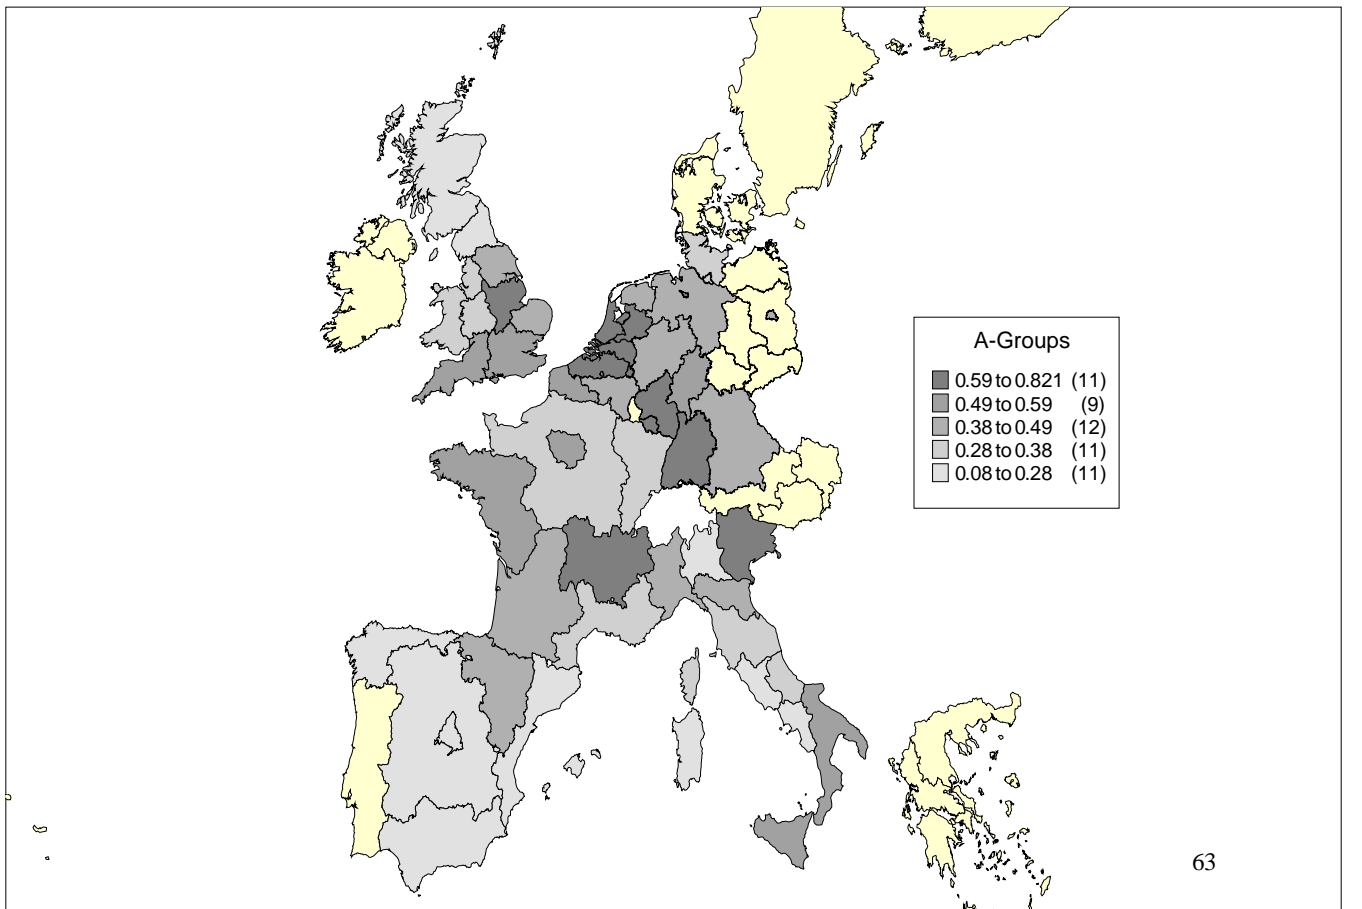 A-Groups
0.59 to 0.821 (11)
0.49 to 0.59 (9)
0.38 to 0.49 (12)
0.28 to 0.38 (11)
0.08 to 0.28 (11)
63